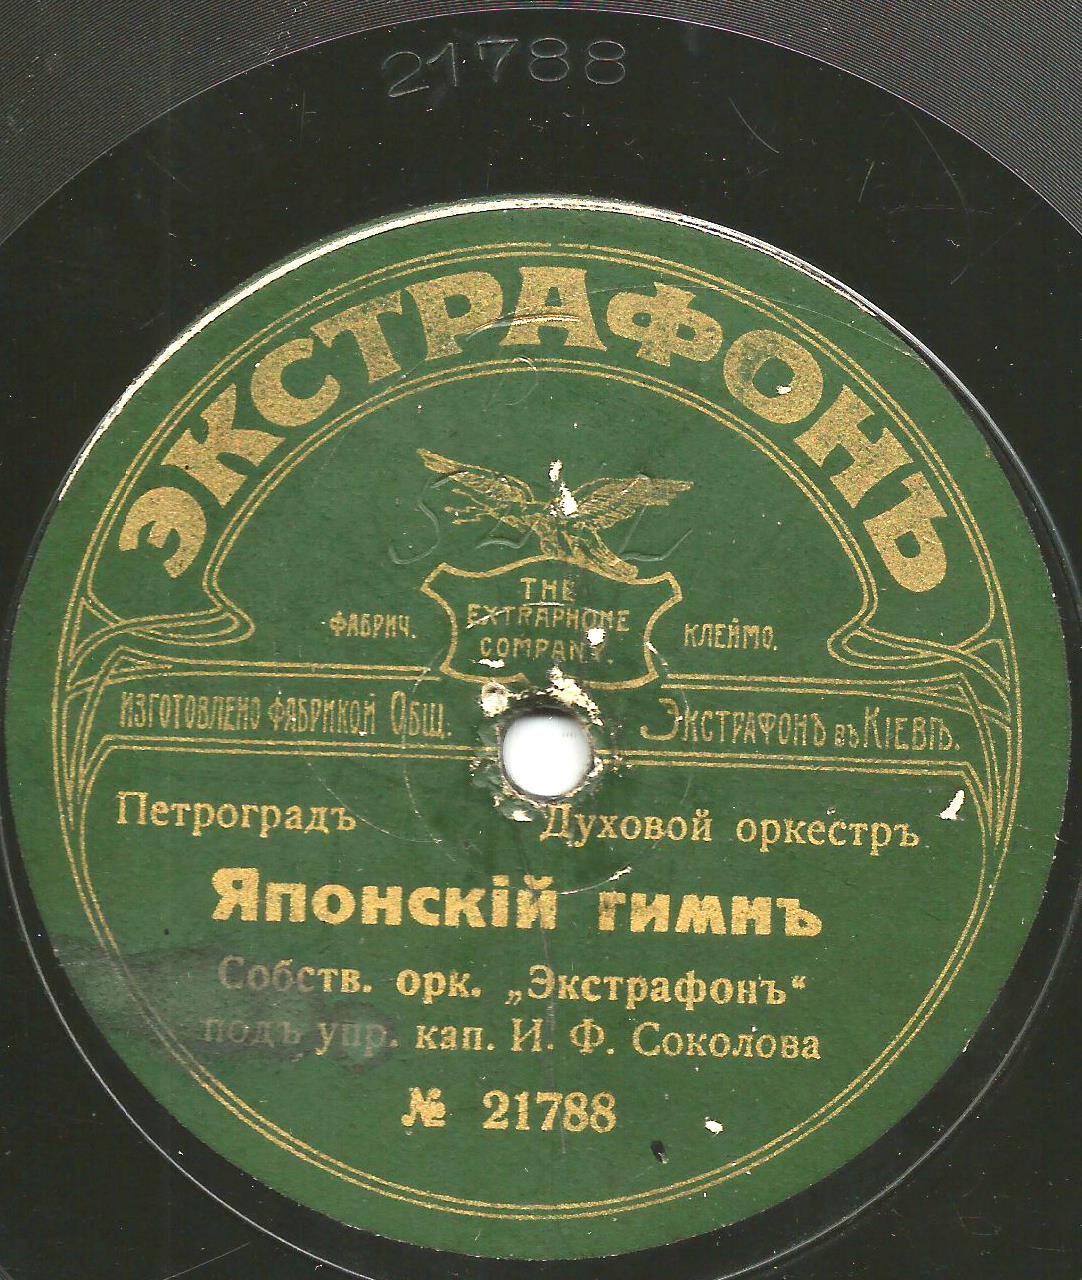 21788
ЭКСТРАФОНЪ
THE
EXTRAPHONE
COMPANY.
ФАБРИЧ. КЛЕЙМО.
ИЗГОТОВЛЕНО ФАБРИКОЙ ОБЩ. ЭКСТРАФОНЪ ВЪ КІЕВѢ.
Петроградъ Духовой оркестръ
Японскій гимнъ
Собств. орк. „Экстрафонъ“
подъ упр. кап. И. Ф. Соколова
№ 21788